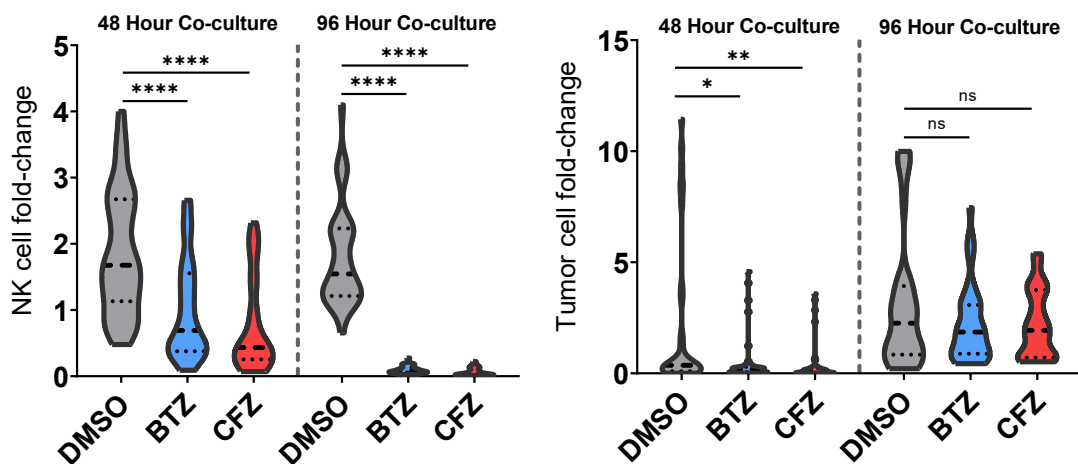 48 Hour Co-culture
96 Hour Co-culture
NK cell fold-change
5
4
3
2
1
0
****
****
****
****
DMSO
BTZ
CFZ
DMSO
BTZ
CFZ
48 Hour Co-culture
96 Hour Co-culture
Tumor cell fold-change
15
10
5
0
**
*
ns
ns
DMSO
BTZ
CFZ
DMSO
BTZ
CFZ